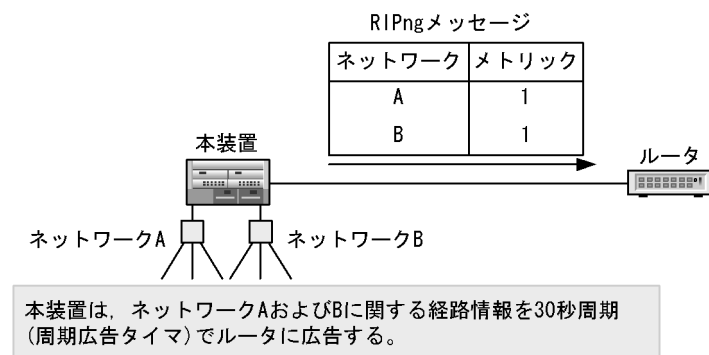 RIPngメッセージ
ネットワーク メトリック
A 1
B 1
本装置
ルータ
ネットワークA ネットワークB
本装置は，ネットワークAおよびBに関する経路情報を30秒周期
(周期広告タイマ)でルータに広告する。